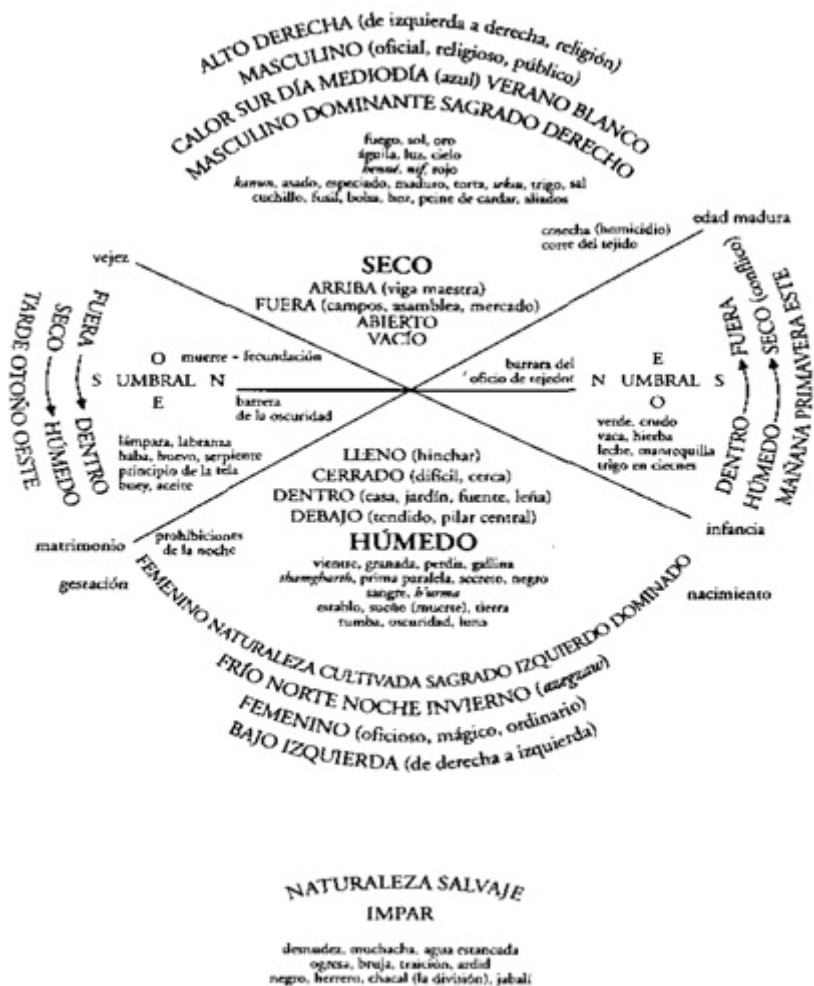 ALTO DERECHA (de izquierda a derecha, religión)
MASCULINO (oficial, religioso, público)
CALOR SUR DÍA MEDIODÍA (azul) VERANO BLANCO
MASCULINO DOMINANTE SAGRADO DERECHO
fuego, sol, oro
águila, luz, cielo
henné, nif, rojo
asado, especiado, maduro, torta, trigo, sal
cuchillo, fusil, bolsa, hoz, peine de cardar, aliados
edad madura
cosecha (homicidio)
corte del tejido
vejez
SECO
ARRIBA (viga maestra)
FUERA (campos, asamblea, mercado)
ABIERTO
VACÍO
TARDE OTOÑO OESTE
SECO HÚMEDO
FUERA DENTRO
O
S UMBRAL N
E
muerte - fecundación
barrera
de la oscuridad
lámpara, labranza
haba, huevo, serpiente
principio de la tela
buey, aceite
barrara del
oficio de tejedor
E
N UMBRAL S
O
verde, crudo
vaca, hierba
leche, mantequilla
trigo en ciernes
DENTRO FUERA
HÚMEDO SECO (conflico)
MAÑANA PRIMAVERA ESTE
LLENO (hinchar)
CERRADO (difícil, cerca)
DENTRO (casa, jardín, fuente, leña)
DEBAJO (tendido, pilar central)
HÚMEDO
vientre, granada, perdiz, gallina
thamgharth, prima paralela, secreto, negro
sangre, h'urma
establo, sueño (muerte), tierra
tumba, oscuridad, luna
matrimonio
prohibiciones
de la noche
gestación
infancia
nacimiento
FEMENINO NATURALEZA CULTIVADA SAGRADO IZQUIERDO DOMINADO
FRÍO NORTE NOCHE INVIERNO (azegzaw)
FEMENINO (oficioso, mágico, ordinario)
BAJO IZQUIERDA (de derecha a izquierda)
NATURALEZA SALVAJE
IMPAR
desnudez, muchacha, agua estancada
ogresa, bruja, traición, ardid
negro, herrero, chacal (la división), jabalí